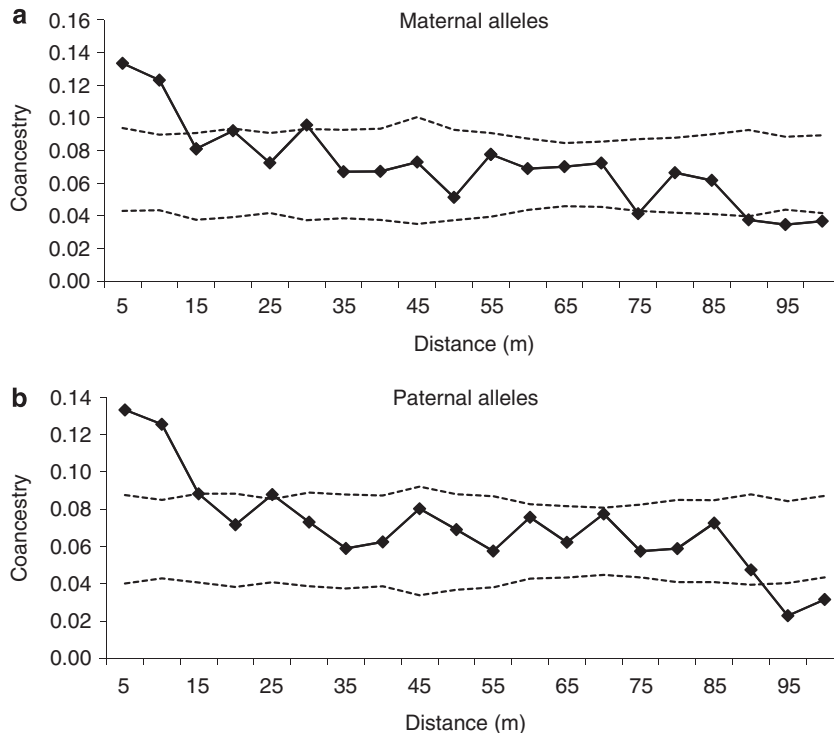 a
Maternal alleles
0.16
0.14
0.12
0.10
0.08
0.06
0.04
0.02
0.00
Coancestry
5 15 25 35 45 55 65 75 85 95
Distance (m)
b
Paternal alleles
0.14
0.12
0.10
0.08
0.06
0.04
0.02
0.00
Coancestry
5 15 25 35 45 55 65 75 85 95
Distance (m)